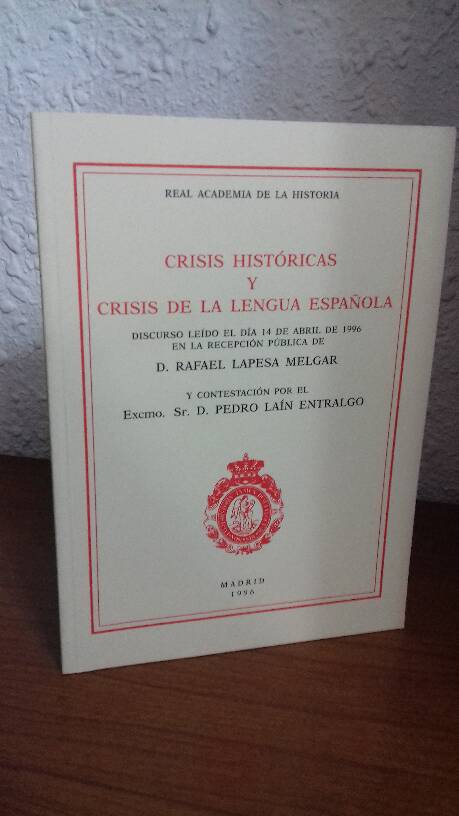 REAL ACADEMIA DE LA HISTORIA
CRISIS HISTÓRICAS
Y
CRISIS DE LA LENGUA ESPAÑOLA
DISCURSO LEÍDO EL DÍA 14 DE ABRIL DE 1996
EN LA RECEPCIÓN PÚBLICA DE
D. RAFAEL LAPESA MELGAR
Y CONTESTACIÓN POR EL
Excmo. Sr. D. PEDRO LAÍN ENTRALGO
MADRID
1996